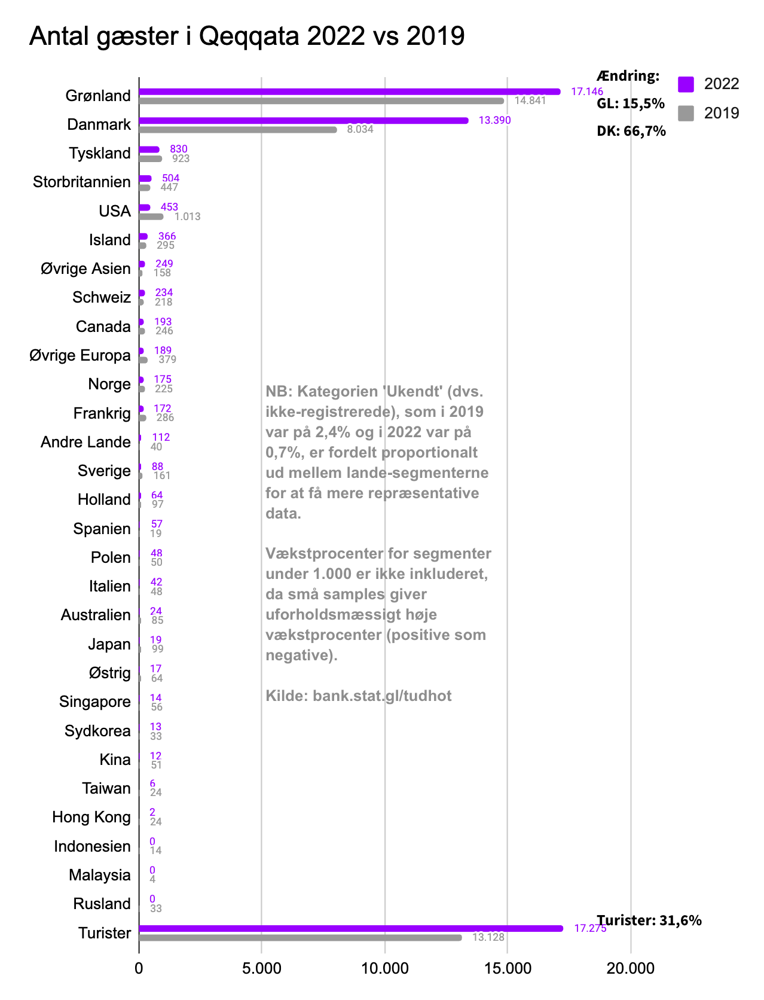 Antal gæster i Qeqqata 2022 vs 2019
Ændring:
GL: 15,5%
DK: 66,7%
2022
2019
Grønland 17.146
14.841
Danmark 13.390
8.034
Tyskland 830
923
Storbritannien 504
447
USA 453
1.013
Island 366
295
Øvrige Asien 249
158
Schweiz 234
218
Canada 193
246
Øvrige Europa 189
379
Norge 175
225
Frankrig 172
286
Andre Lande 112
40
Sverige 88
161
Holland 64
97
Spanien 57
19
Polen 48
50
Italien 42
48
Australien 24
85
Japan 19
99
Østrig 17
64
Singapore 14
56
Sydkorea 13
33
Kina 12
51
Taiwan 6
24
Hong Kong 2
24
Indonesien 0
14
Malaysia 0
4
Rusland 0
33
Turister 17.275
13.128
Turister: 31,6%
NB: Kategorien 'Ukendt' (dvs.
ikke-registrerede), som i 2019
var på 2,4% og i 2022 var på
0,7%, er fordelt proportionalt
ud mellem lande-segmenterne
for at få mere repræsentative
data.
Vækstprocenter for segmenter
under 1.000 er ikke inkluderet,
da små samples giver
uforholdsmæssigt høje
vækstprocenter (positive som
negative).
Kilde: bank.stat.gl/tudhot
0 5.000 10.000 15.000 20.000